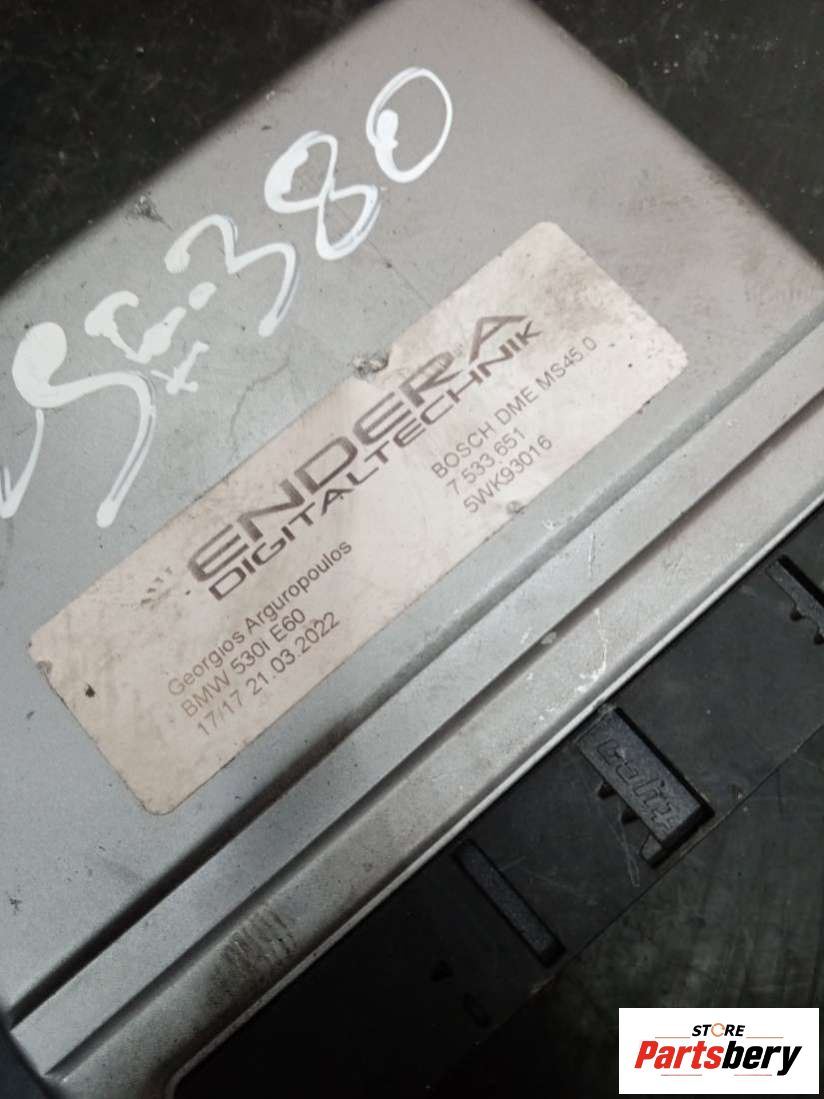 380
ENDERA
DIGITALTECHNIK
BOSCH DME MS45.0
7 533 651
5WK93016
Georgios Arguropoulos
BMW 530I E60
17/17 21.03.2022
STORE
Partsbery